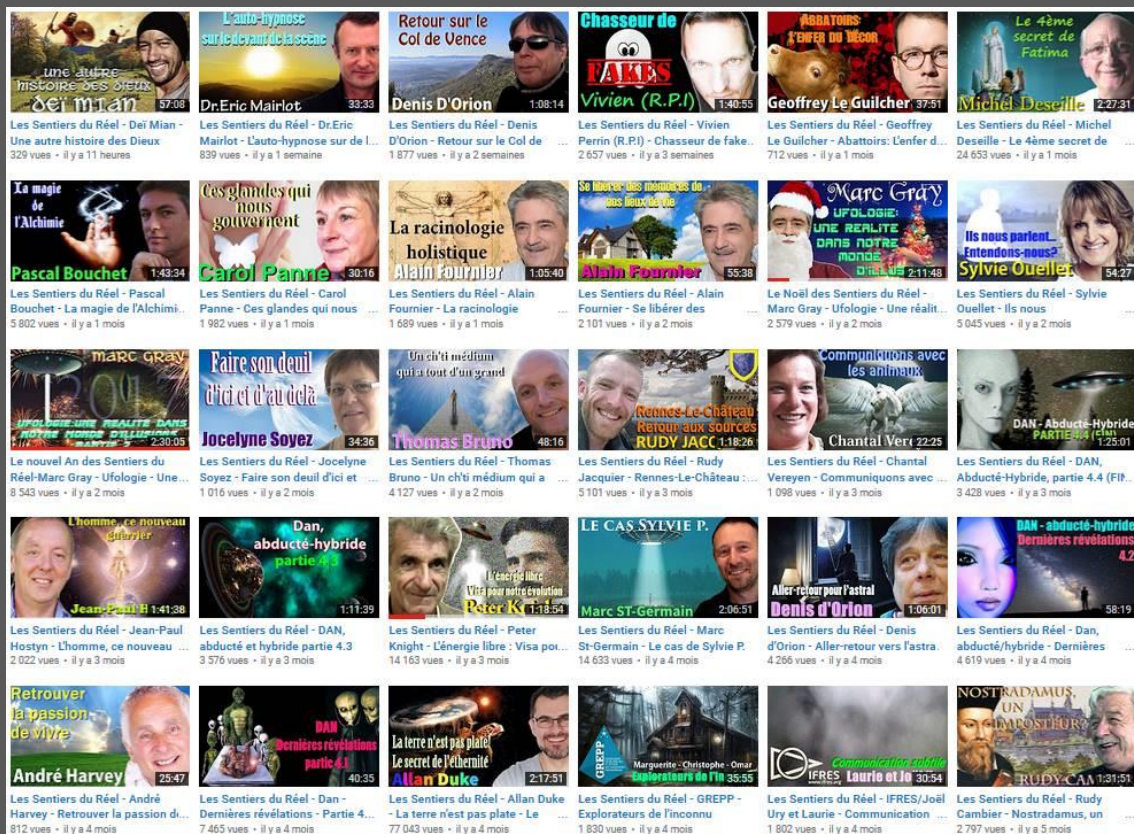 L'auto-hypnose
sur le devant de la scène
Retour sur le
Col de Vence
Chasseur de
FAKES
ABBATOIRS:
L'ENFER DU DÉCOR
Le 4ème
secret de
Fatima
UNE AUTRE
HISTOIRE DES DIEUX
DEÏ MIAN
57:08
Dr.Eric Mairlot
33:33
Denis D'Orion
1:08:14
Vivien (R.P.I)
1:40:55
Geoffrey Le Guilcher
37:51
Michel Deseille
2:27:31
Les Sentiers du Réel - Deï Mian -
Une autre histoire des Dieux
329 vues • il y a 11 heures
Les Sentiers du Réel - Dr.Eric
Mairlot - L'auto-hypnose sur de l...
839 vues • il y a 1 semaine
Les Sentiers du Réel - Denis
D'Orion - Retour sur le Col de ...
1 877 vues • il y a 2 semaines
Les Sentiers du Réel - Vivien
Perrin (R.P.I) - Chasseur de fake...
2 657 vues • il y a 3 semaines
Les Sentiers du Réel - Geoffrey
Le Guilcher - Abattoirs: L'enfer d...
712 vues • il y a 1 mois
Les Sentiers du Réel - Michel
Deseille - Le 4ème secret de ...
24 653 vues • il y a 1 mois
La magie
de
l'Alchimie
Pascal Bouchet
1:43:34
Ces glandes qui
nous
gouvernent
Carol Panne
30:16
La racinologie
holistique
Alain Fournier
1:05:40
Se libérer des mémoires de
nos lieux de vie
Alain Fournier
55:38
Marc Gray
UFOLOGIE:
UNE REALITE
DANS NOTRE
MONDE
D'ILLUS
2:11:48
Ils nous parlent...
Entendons-nous?
Sylvie Ouellet
54:27
Les Sentiers du Réel - Pascal
Bouchet - La magie de l'Alchimi...
5 802 vues • il y a 1 mois
Les Sentiers du Réel - Carol
Panne - Ces glandes qui nous ...
1 982 vues • il y a 1 mois
Les Sentiers du Réel - Alain
Fournier - La racinologie
1 689 vues • il y a 1 mois
Les Sentiers du Réel - Alain
Fournier - Se libérer des
2 101 vues • il y a 2 mois
Le Noël des Sentiers du Réel -
Marc Gray - Ufologie - Une réalit...
2 579 vues • il y a 2 mois
Les Sentiers du Réel - Sylvie
Ouellet - Ils nous
5 045 vues • il y a 2 mois
MARC GRAY
2017
UFOLOGIE:UNE REALITE DANS
NOTRE MONDE D'ILLUSIONS
PARTIE 2
2:30:05
Faire son deuil
d'ici et d'au delà
Jocelyne Soyez
34:36
Un ch'ti médium
qui a tout d'un grand
Thomas Bruno
48:16
Rennes-Le-Château
Retour aux sources
RUDY JACQ
1:18:26
Communiquons avec
les animaux
Chantal Vere
22:25
DAN - Abducte-Hybride
PARTIE 4.4 (FIN)
1:25:01
Le nouvel An des Sentiers du
Réel-Marc Gray - Ufologie - Une...
8 543 vues • il y a 2 mois
Les Sentiers du Réel - Jocelyne
Soyez - Faire son deuil d'ici et ...
1 016 vues • il y a 2 mois
Les Sentiers du Réel - Thomas
Bruno - Un ch'ti médium qui a ...
4 127 vues • il y a 2 mois
Les Sentiers du Réel - Rudy
Jacquier - Rennes-Le-Château : ...
5 101 vues • il y a 3 mois
Les Sentiers du Réel - Chantal
Vereyen - Communiquons avec ...
1 098 vues • il y a 3 mois
Les Sentiers du Réel - DAN,
Abducté-Hybride, partie 4.4 (FIN...
3 428 vues • il y a 3 mois
L'homme, ce nouveau
guerrier
Jean-Paul H
1:41:38
Dan,
abducté-hybride
partie 4.3
1:11:39
L'énergie libre
Visa pour notre évolution
Peter Kn
1:18:54
LE CAS SYLVIE P.
Marc ST-Germain
2:06:51
Aller-retour pour l'astral
Denis d'Orion
1:06:01
DAN - abducté-hybride
Dernières révélations
4.2
58:19
Les Sentiers du Réel - Jean-Paul
Hostyn - L'homme, ce nouveau ...
2 022 vues • il y a 3 mois
Les Sentiers du Réel - DAN,
abducté et hybride partie 4.3
3 576 vues • il y a 3 mois
Les Sentiers du Réel - Peter
Knight - L'énergie libre : Visa pou...
14 163 vues • il y a 3 mois
Les Sentiers du Réel - Marc
St-Germain - Le cas de Sylvie P.
14 633 vues • il y a 4 mois
Les Sentiers du Réel - Denis
d'Orion - Aller-retour vers l'astra.
4 266 vues • il y a 4 mois
Les Sentiers du Réel - Dan,
abducté/hybride - Dernières ...
4 619 vues • il y a 4 mois
Retrouver
la passion
de vivre
André Harvey
25:47
DAN
Dernières révélations
partie 4.1
40:35
La terre n'est pas plate!
Le secret de l'éthernité
Allan Duke
2:17:51
GREPP
Marguerite - Christophe - Omar
Explorateurs de l'in
35:55
IFRES
www.ifres.org
Communication subtile
Laurie et Jo
30:54
NOSTRADAMUS,
UN
IMPOSTEUR?
RUDY CAM
1:31:51
Les Sentiers du Réel - André
Harvey - Retrouver la passion d...
812 vues • il y a 4 mois
Les Sentiers du Réel - Dan -
Dernières révélations - Partie 4...
7 465 vues • il y a 4 mois
Les Sentiers du Réel - Allan Duke
- La terre n'est pas plate - Le ...
77 043 vues • il y a 4 mois
Les Sentiers du Réel - GREPP -
Explorateurs de l'inconnu
1 830 vues • il y a 4 mois
Les Sentiers du Réel - IFRES/Joël
Ury et Laurie - Communication ...
1 802 vues • il y a 4 mois
Les Sentiers du Réel - Rudy
Cambier - Nostradamus, un ...
2 797 vues • il y a 5 mois